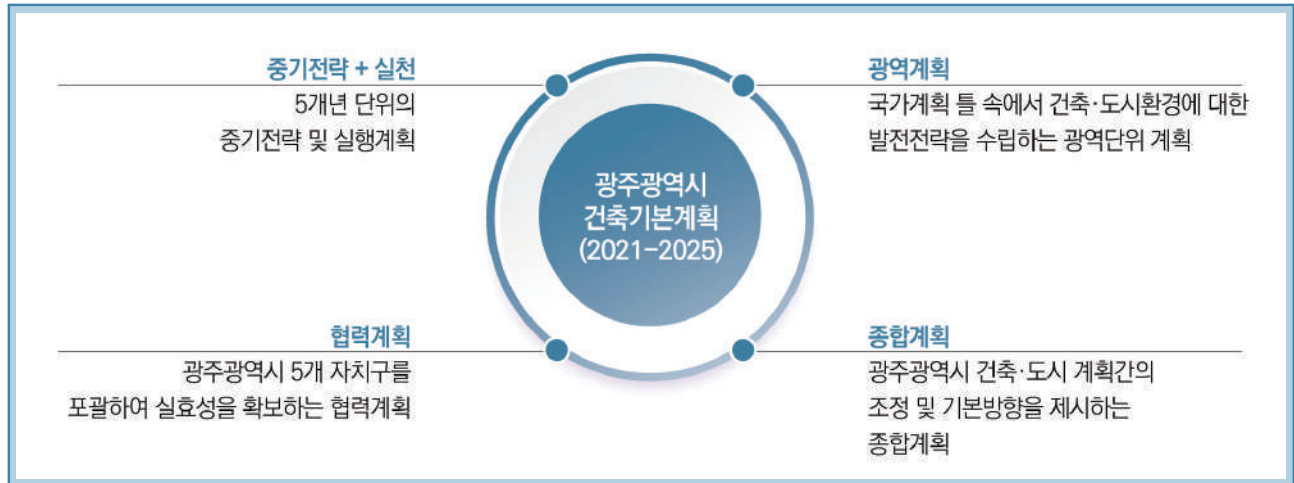 중기전략 + 실천
5개년 단위의
중기전략 및 실행계획
광역계획
국가계획 틀 속에서 건축·도시환경에 대한
발전전략을 수립하는 광역단위 계획
광주광역시
건축기본계획
(2021-2025)
협력계획
광주광역시 5개 자치구를
포괄하여 실효성을 확보하는 협력계획
종합계획
광주광역시 건축·도시 계획간의
조정 및 기본방향을 제시하는
종합계획